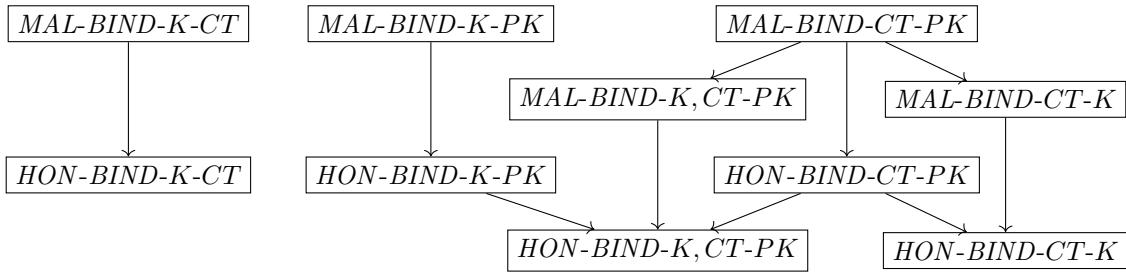 MAL-BIND-K-CT
MAL-BIND-K-PK
MAL-BIND-CT-PK
MAL-BIND-K, CT-PK
MAL-BIND-CT-K
HON-BIND-K-CT
HON-BIND-K-PK
HON-BIND-CT-PK
HON-BIND-K, CT-PK
HON-BIND-CT-K